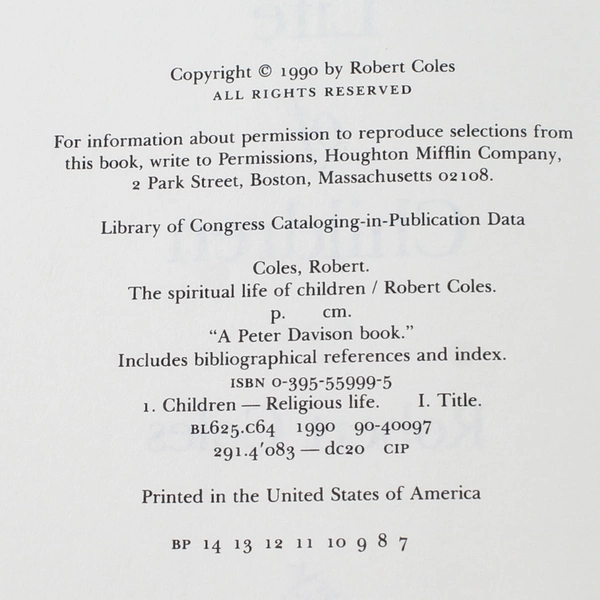 Copyright © 1990 by Robert Coles
ALL RIGHTS RESERVED
For information about permission to reproduce selections from
this book, write to Permissions, Houghton Mifflin Company,
2 Park Street, Boston, Massachusetts 02108.
Library of Congress Cataloging-in-Publication Data
Coles, Robert.
The spiritual life of children / Robert Coles.
p. cm.
"A Peter Davison book."
Includes bibliographical references and index.
ISBN 0-395-55999-5
1. Children — Religious life. I. Title.
BL625.C64 1990 90-40097
291.4'083 — dc20 CIP
Printed in the United States of America
BP 14 13 12 11 10 9 8 7